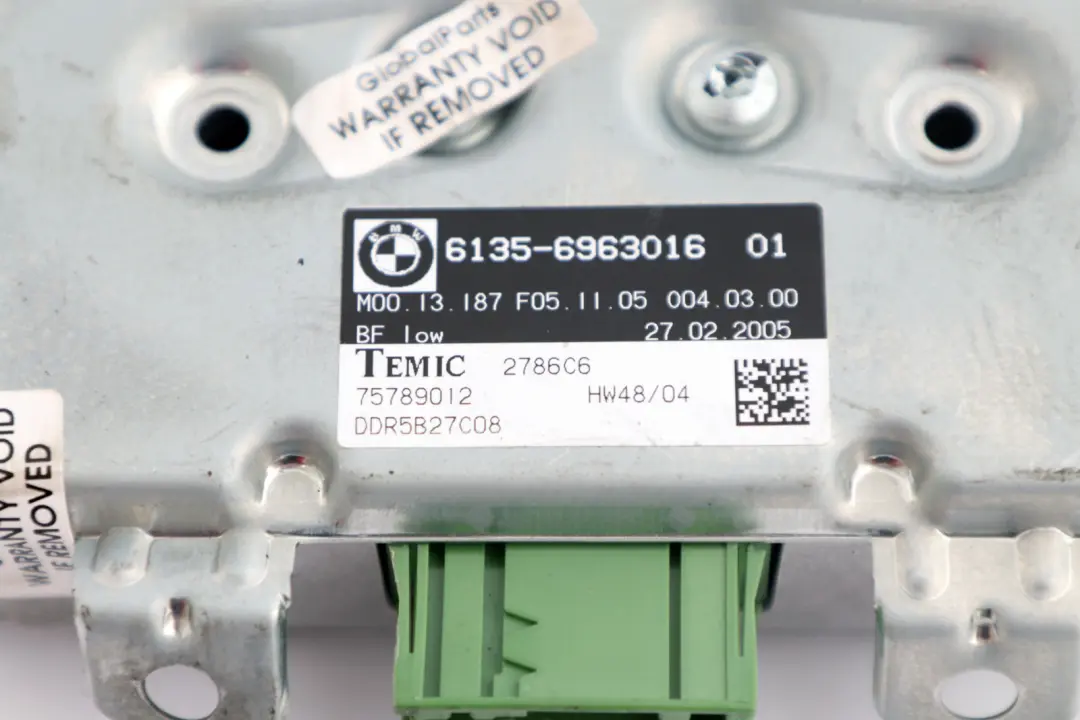 GlobalParts
WARRANTY VOID
IF REMOVED
BMW
6135-6963016 01
M00.13.187 F05.11.05 004.03.00
BF low 27.02.2005
TEMIC 2786C6
75789012 HW48/04
DDR5B27C08
WARRANTY VOID
IF REMOVED